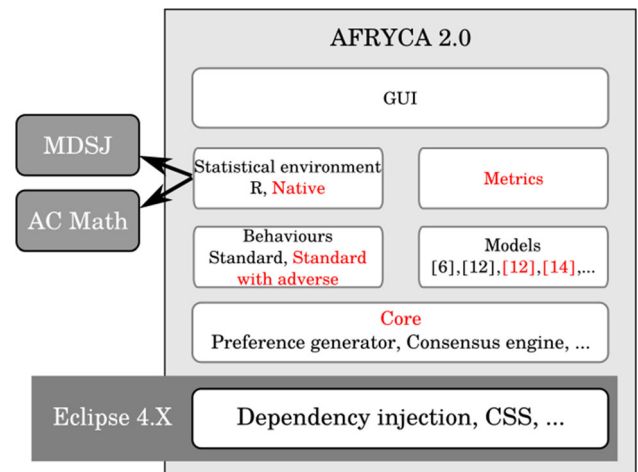 AFRYCA 2.0
GUI
MDSJ
AC Math
Statistical environment
R, Native
Metrics
Behaviours
Standard, Standard
with adverse
Models
[6],[12],[12],[14],...
Core
Preference generator, Consensus engine, ...
Eclipse 4.X
Dependency injection, CSS, ...